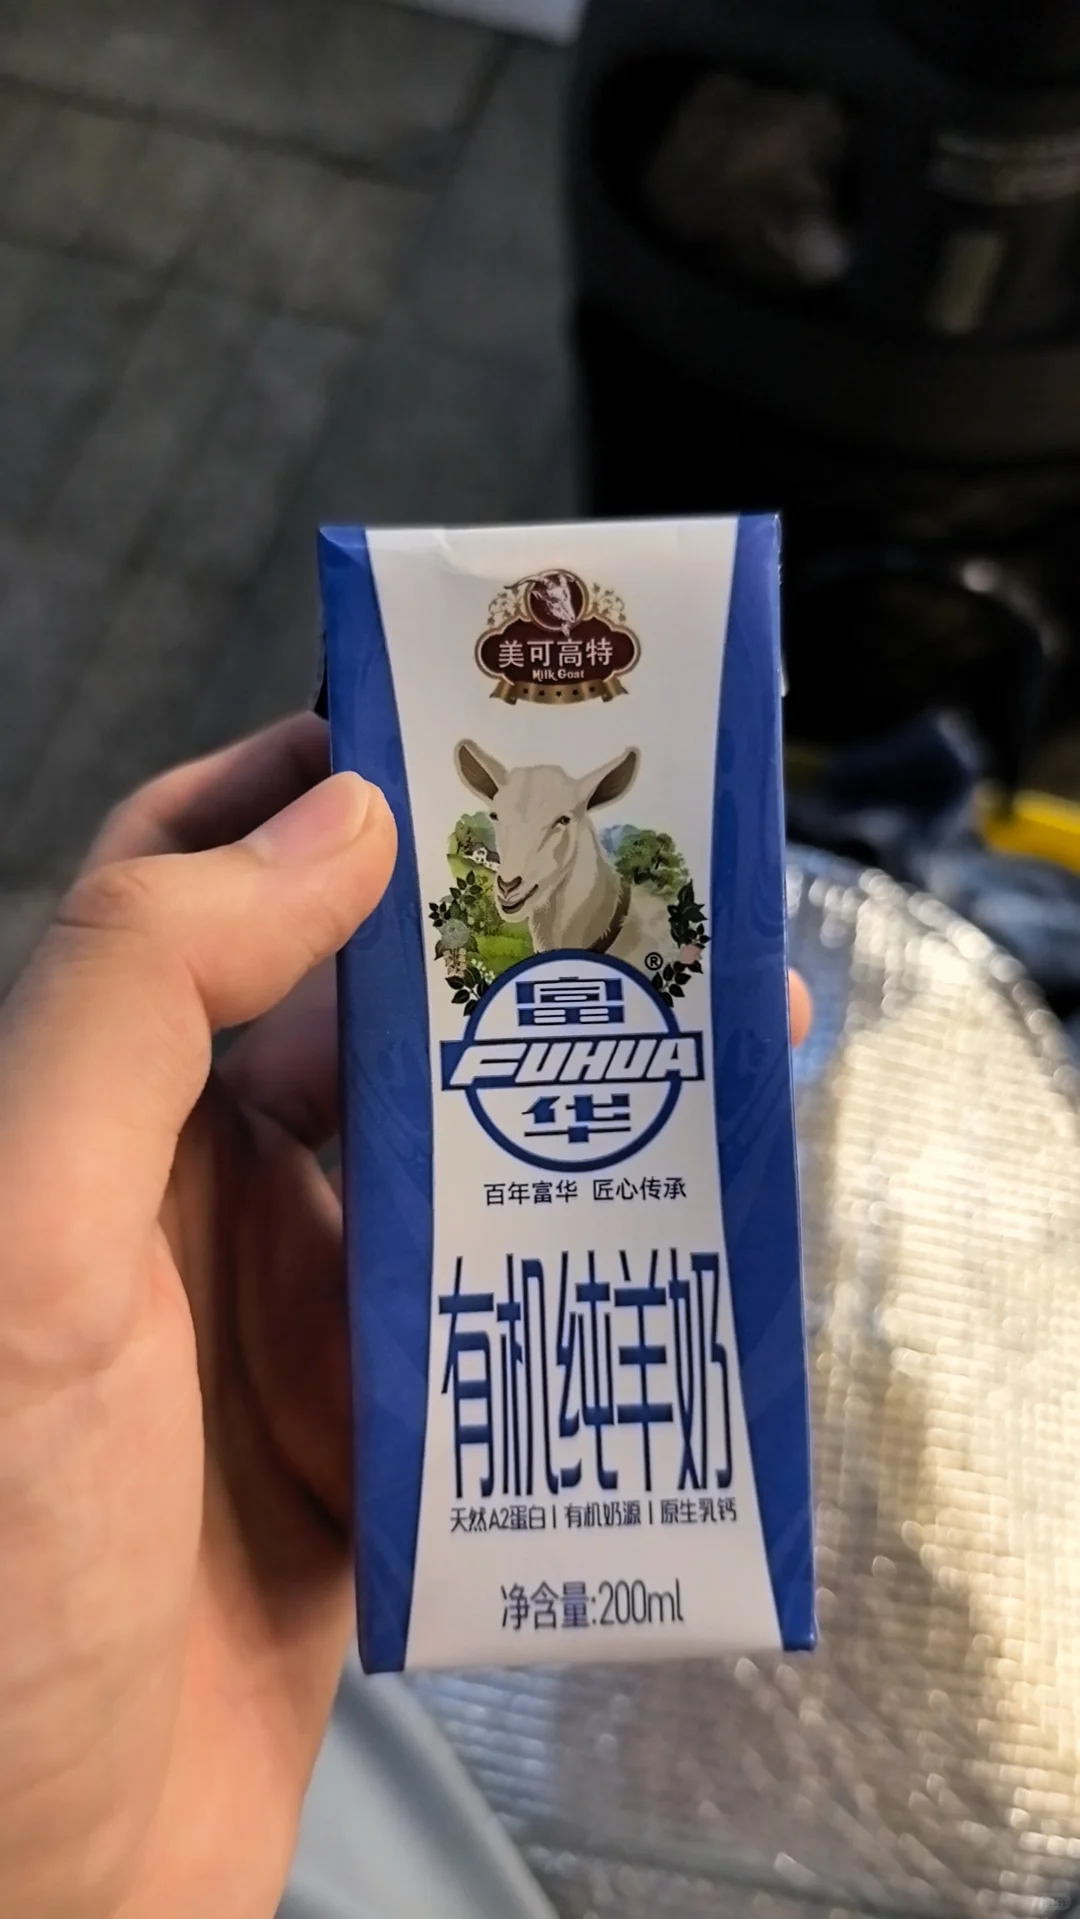 美可高特
Milk Goat
®
富
FUHUA
华
百年富华 匠心传承
有机纯羊奶
天然A2蛋白 | 有机奶源 | 原生乳钙
净含量:200ml